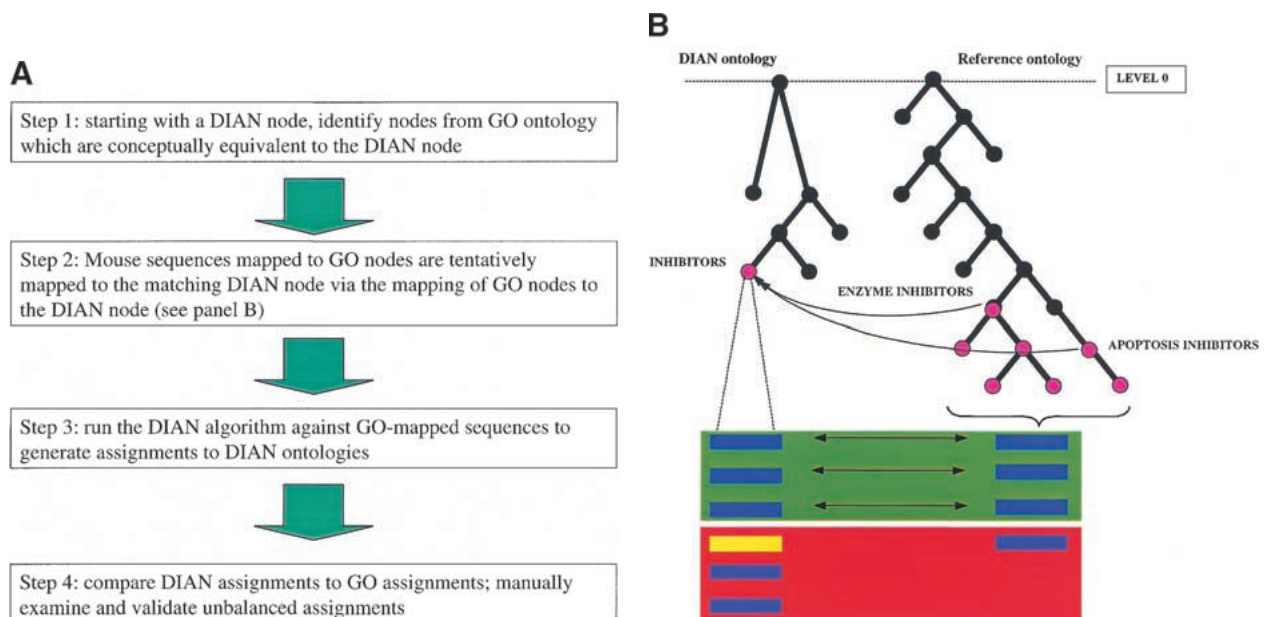 A
Step 1: starting with a DIAN node, identify nodes from GO ontology
which are conceptually equivalent to the DIAN node
Step 2: Mouse sequences mapped to GO nodes are tentatively
mapped to the matching DIAN node via the mapping of GO nodes to
the DIAN node (see panel B)
Step 3: run the DIAN algorithm against GO-mapped sequences to
generate assignments to DIAN ontologies
Step 4: compare DIAN assignments to GO assignments; manually
examine and validate unbalanced assignments
B
DIAN ontology
Reference ontology
LEVEL 0
INHIBITORS
ENZYME INHIBITORS
APOPTOSIS INHIBITORS